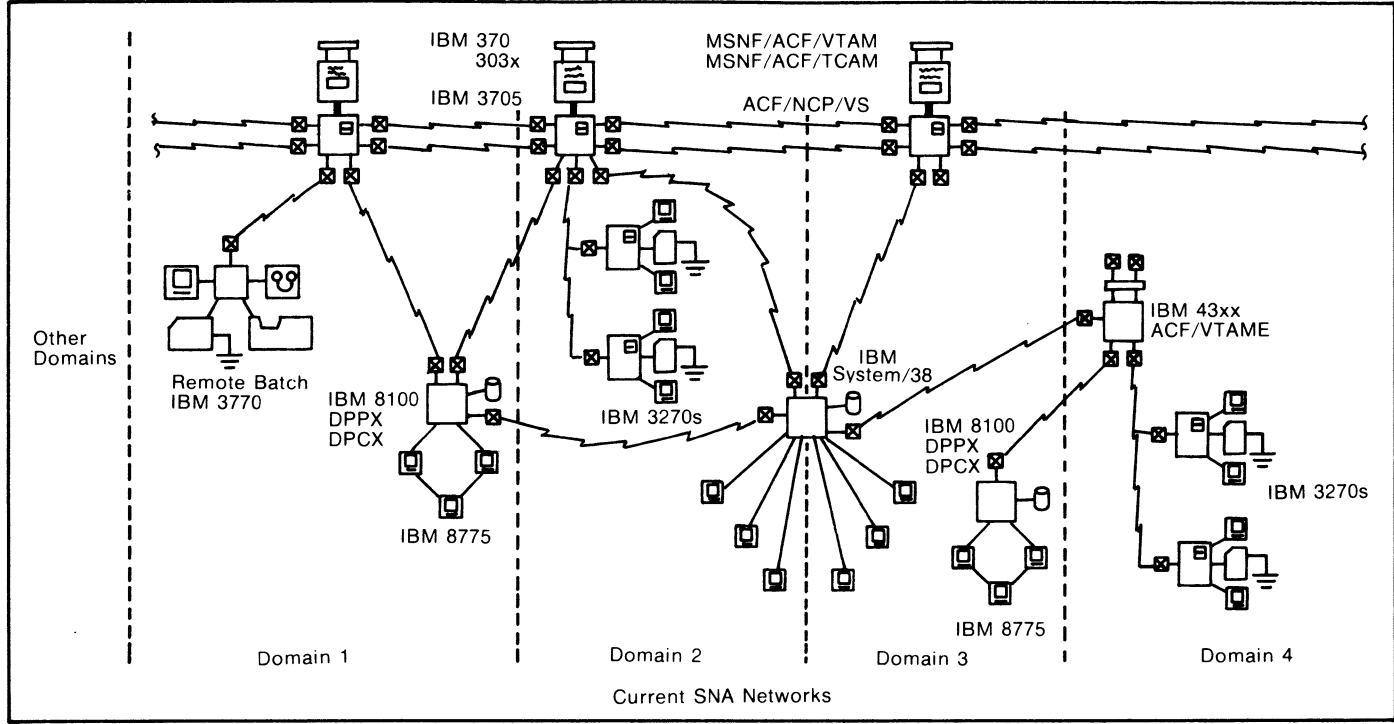 IBM 370
303x
MSNF/ACF/VTAM
MSNF/ACF/TCAM
IBM 3705
ACF/NCP/VS
Other
Domains
Remote Batch
IBM 3770
IBM 8100
DPPX
DPCX
IBM 8775
IBM 3270s
IBM
System/38
IBM 8100
DPPX
DPCX
IBM 8775
IBM 43xx
ACF/VTAME
IBM 3270s
Domain 1
Domain 2
Domain 3
Domain 4
Current SNA Networks